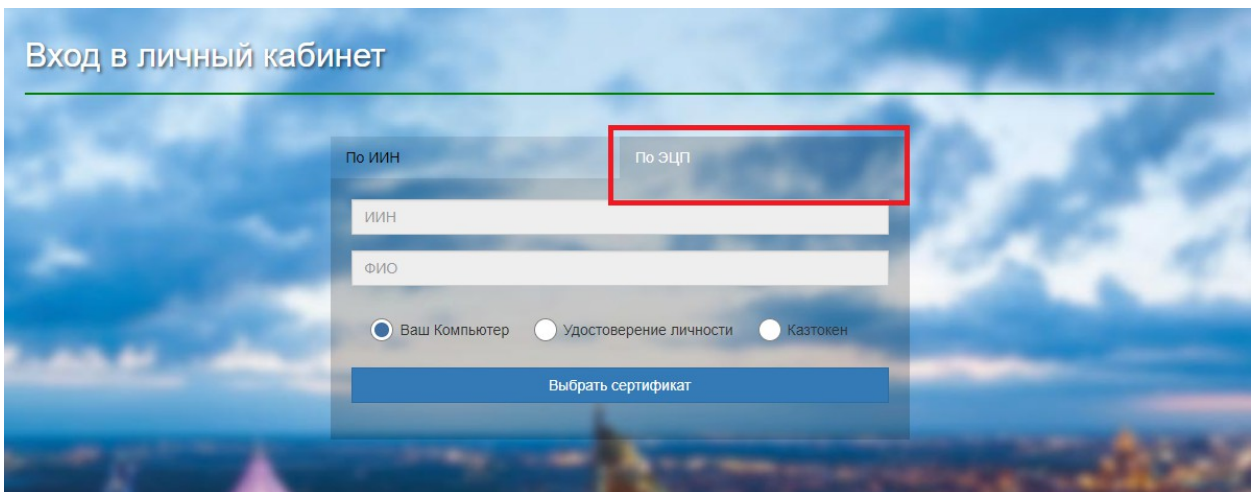 Вход в личный кабинет
По ИИН
По ЭЦП
ИИН
ФИО
Ваш Компьютер Удостоверение личности Казтокен
Выбрать сертификат